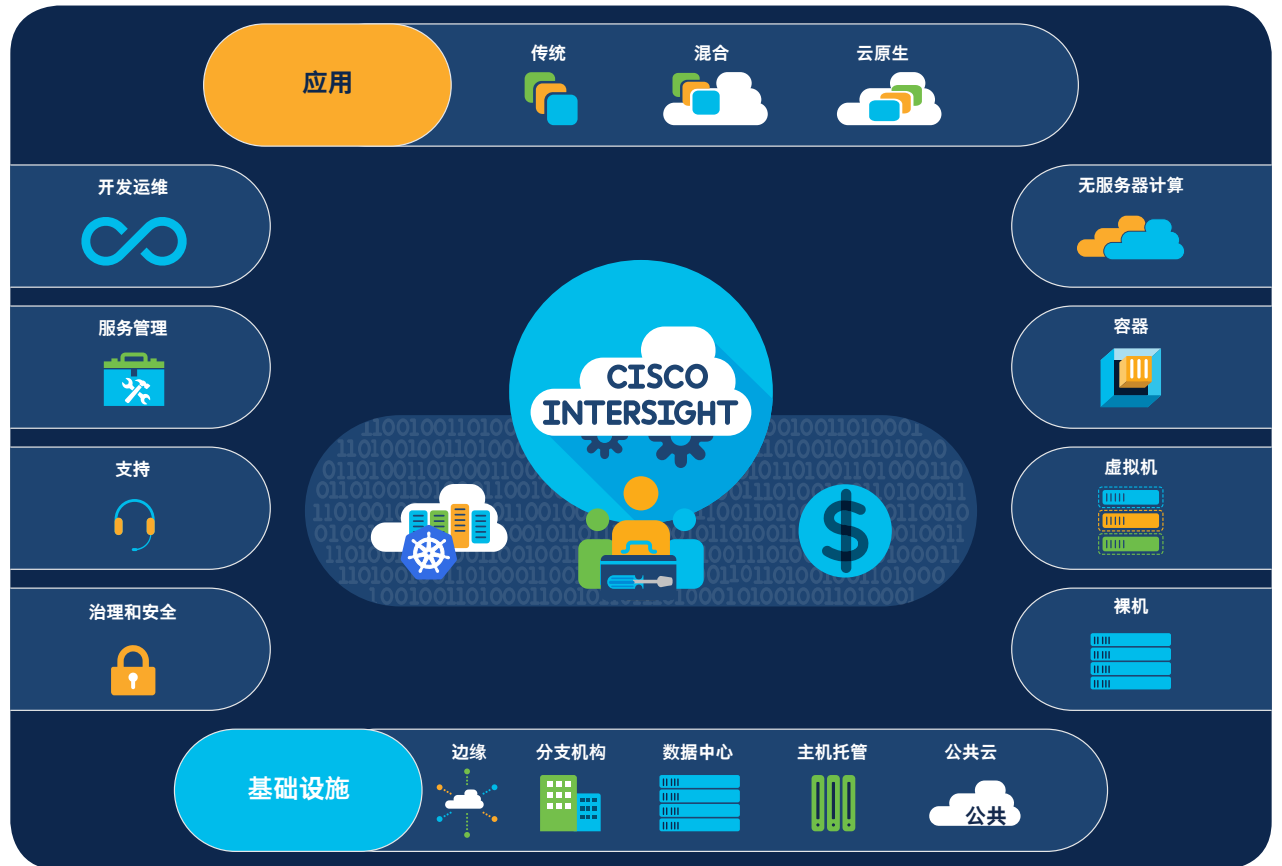 应用
传统
混合
云原生
开发运维
无服务器计算
服务管理
容器
CISCO
INTERSIGHT
支持
虚拟机
治理和安全
裸机
基础设施
边缘
分支机构
数据中心
主机托管
公共云
公共